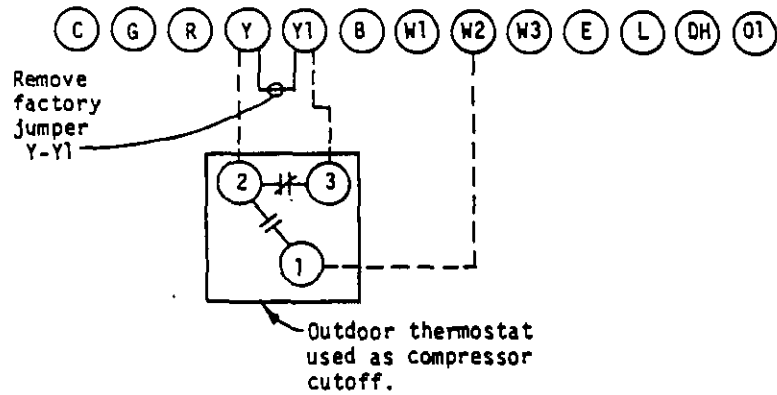 C G R Y Y1 B W1 W2 W3 E L DH O1
Remove
factory
jumper
Y-Y1
2 3
1
Outdoor thermostat
used as compressor
cutoff.